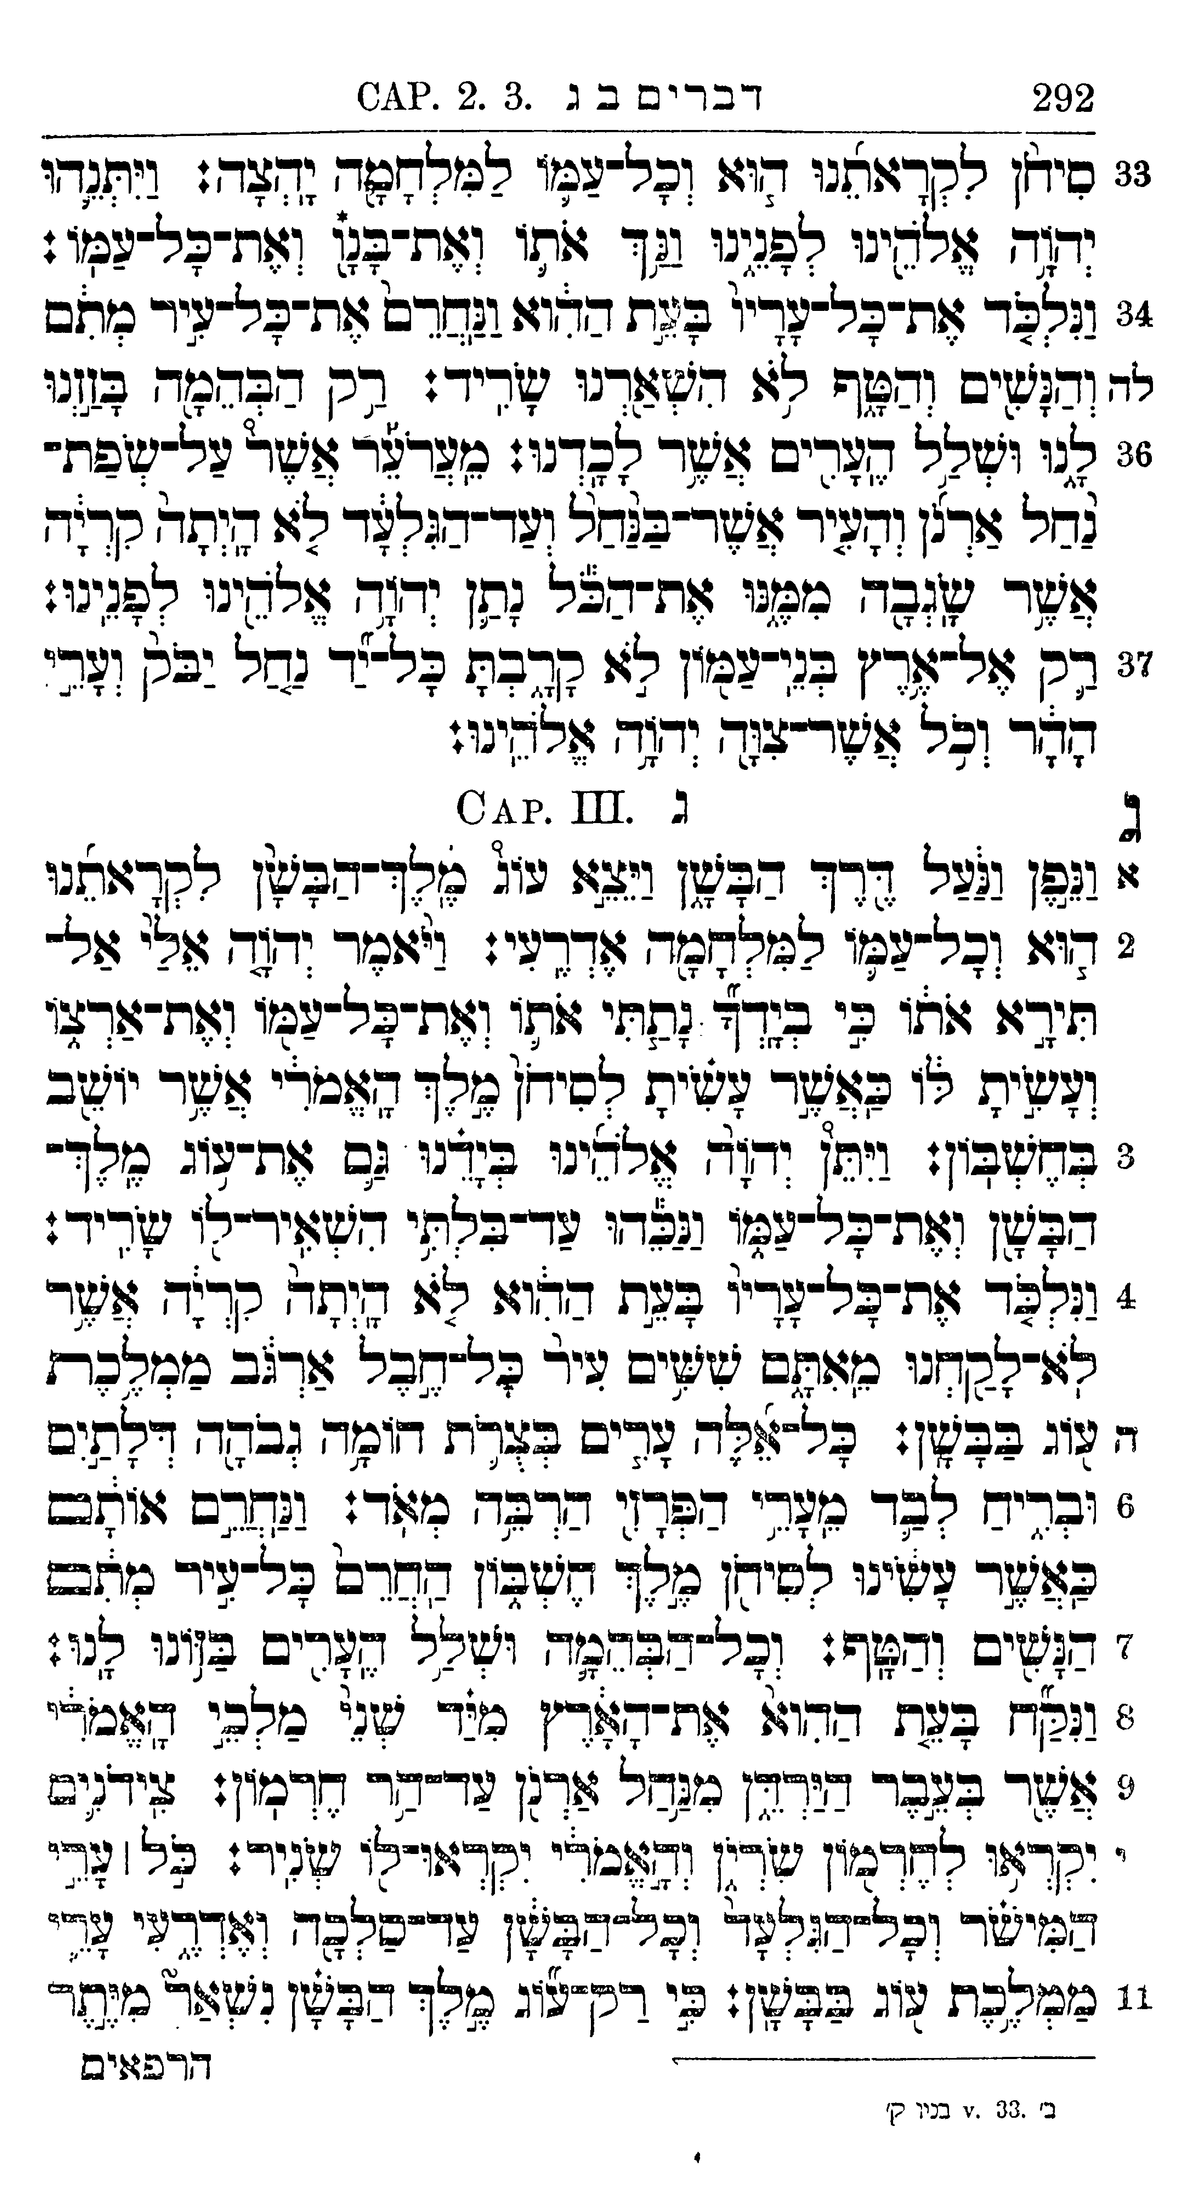 292 דברים ב ג CAP. 2. 3.
33 סִיחֹ֨ן לִקְרָאתֵ֜נוּ ה֧וּא וְכָל־עַמּ֛וֹ לַמִּלְחָמָ֖ה יָֽהְצָה׃ וַֽיִּתְּנֵ֛הוּ
יְהוָ֥ה אֱלֹהֵ֖ינוּ לְפָנֵ֑ינוּ וַנַּ֥ךְ אֹת֛וֹ וְאֶת־בָּנָ֖ו* וְאֶת־כָּל־עַמּֽוֹ׃
34 וַנִּלְכֹּ֤ד אֶת־כָּל־עָרָיו֙ בָּעֵ֣ת הַהִ֔וא וַֽנַּחֲרֵם֙ אֶת־כָּל־עִ֣יר מְתִ֔ם
לה וְהַנָּשִׁ֖ים וְהַטָּ֑ף לֹ֥א הִשְׁאַ֖רְנוּ שָׂרִֽיד׃ רַ֥ק הַבְּהֵמָ֖ה בָּזַ֣זְנוּ
36 לָ֑נוּ וּשְׁלַ֥ל הֶֽעָרִ֖ים אֲשֶׁ֥ר לָכָֽדְנוּ׃ מֵֽעֲרֹעֵ֡ר אֲשֶׁר֩ עַל־שְׂפַת־
נַ֨חַל אַרְנֹ֜ן וְהָעִ֨יר אֲשֶׁר־בַּנַּ֙חַל֙ וְעַד־הַגִּלְעָ֔ד לֹ֤א הָֽיְתָה֙ קִרְיָ֔ה
אֲשֶׁ֥ר שָׂגְבָ֖ה מִמֶּ֑נּוּ אֶת־הַכֹּ֕ל נָתַ֛ן יְהוָ֥ה אֱלֹהֵ֖ינוּ לְפָנֵֽינוּ׃
37 רַ֛ק אֶל־אֶ֥רֶץ בְּנֵֽי־עַמּ֖וֹן לֹ֣א קָרָ֑בְתָּ כָּל־יַ֞ד נַ֤חַל יַבֹּק֙ וְעָרֵ֣י
הָהָ֔ר וְכֹ֥ל אֲשֶׁר־צִוָּ֖ה יְהוָ֥ה אֱלֹהֵֽינוּ׃
ג ג CAP. III.
א וַנֵּ֣פֶן וַנַּ֔עַל דֶּ֖רֶךְ הַבָּשָׁ֑ן וַיֵּצֵ֣א עוֹג֩ מֶֽלֶךְ־הַבָּשָׁ֨ן לִקְרָאתֵ֜נוּ
2 ה֧וּא וְכָל־עַמּ֛וֹ לַמִּלְחָמָ֖ה אֶדְרֶֽעִי׃ וַיֹּ֨אמֶר יְהוָ֤ה אֵלַי֙ אַל־
תִּירָ֣א אֹת֔וֹ כִּ֣י בְיָֽדְךָ֞ נָתַ֧תִּי אֹת֛וֹ וְאֶת־כָּל־עַמּ֖וֹ וְאֶת־אַרְצ֑וֹ
וְעָשִׂ֣יתָ לּ֔וֹ כַּֽאֲשֶׁ֣ר עָשִׂ֗יתָ לְסִיחֹן֙ מֶ֣לֶךְ הָֽאֱמֹרִ֔י אֲשֶׁ֥ר יוֹשֵׁ֖ב
3 בְּחֶשְׁבּֽוֹן׃ וַיִּתֵּן֩ יְהוָ֨ה אֱלֹהֵ֜ינוּ בְּיָדֵ֗נוּ גַּ֛ם אֶת־ע֥וֹג מֶֽלֶךְ־
הַבָּשָׁ֖ן וְאֶת־כָּל־עַמּ֑וֹ וַנַּכֵּ֕הוּ עַד־בִּלְתִּ֥י הִשְׁאִֽיר־ל֖וֹ שָׂרִֽיד׃
4 וַנִּלְכֹּ֤ד אֶת־כָּל־עָרָיו֙ בָּעֵ֣ת הַהִ֔וא לֹ֤א הָֽיְתָה֙ קִרְיָ֔ה אֲשֶׁ֥ר
לֹֽא־לָקַ֖חְנוּ מֵֽאִתָּ֑ם שִׁשִּׁ֥ים עִיר֙ כָּל־חֶ֣בֶל אַרְגֹּ֔ב מַמְלֶ֥כֶת
ה ע֖וֹג בַּבָּשָֽׁן׃ כָּל־אֵ֜לֶּה עָרִ֧ים בְּצֻרֹ֛ת חוֹמָ֥ה גְבֹהָ֖ה דְּלָתַ֣יִם
6 וּבְרִ֑יחַ לְבַ֛ד מֵֽעָרֵ֥י הַפְּרָזִ֖י הַרְבֵּ֥ה מְאֹֽד׃ וַנַּֽחֲרֵ֣ם אוֹתָ֔ם
כַּֽאֲשֶׁ֣ר עָשִׂ֔ינוּ לְסִיחֹ֖ן מֶ֣לֶךְ חֶשְׁבּ֑וֹן הַֽחֲרֵם֙ כָּל־עִ֣יר מְתִ֔ם
7 הַנָּשִׁ֖ים וְהַטָּֽף׃ וְכָל־הַבְּהֵמָ֛ה וּשְׁלַ֥ל הֶֽעָרִ֖ים בַּזּ֥וֹנוּ לָֽנוּ׃
8 וַנִּקַּ֞ח בָּעֵ֤ת הַהִוא֙ אֶת־הָאָ֔רֶץ מִיַּ֗ד שְׁנֵי֙ מַלְכֵ֣י הָֽאֱמֹרִ֔י
9 אֲשֶׁ֖ר בְּעֵ֣בֶר הַיַּרְדֵּ֑ן מִנַּ֥חַל אַרְנֹ֖ן עַד־הַ֥ר חֶרְמֽוֹן׃ צִֽידֹנִ֛ים
י יִקְרְא֥וּ לְחֶרְמ֖וֹן שִׂרְיֹ֑ן וְהָ֣אֱמֹרִ֔י יִקְרְאוּ־ל֖וֹ שְׂנִֽיר׃ כֹּ֣ל ׀ עָרֵ֣י
הַמִּישֹׁ֗ר וְכָל־הַגִּלְעָד֙ וְכָל־הַבָּשָׁ֔ן עַד־סַלְכָ֖ה וְאֶדְרֶ֑עִי עָרֵ֛י
11 מַמְלֶ֥כֶת ע֖וֹג בַּבָּשָֽׁן׃ כִּ֣י רַק־ע֞וֹג מֶ֣לֶךְ הַבָּשָׁ֗ן נִשְׁאַר֮ מִיֶּ֣תֶר
הרפאים
ב׳ v. 33. בניו ק׳